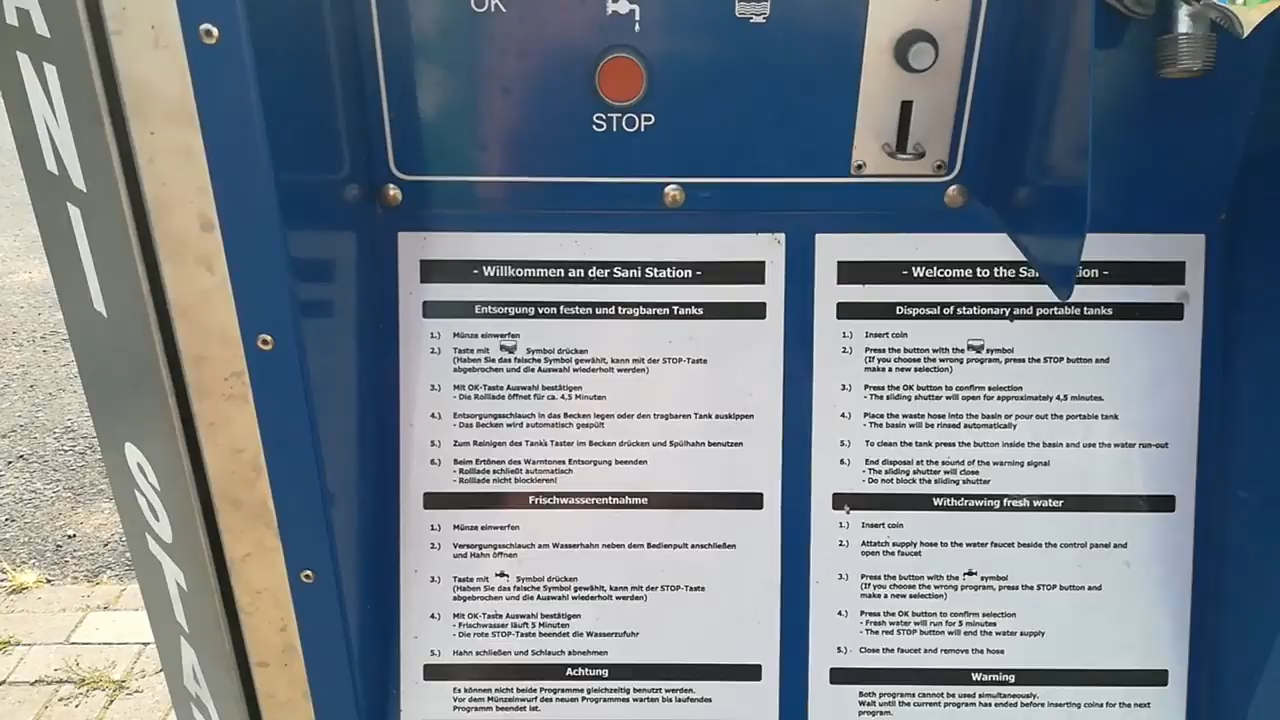 OK
STOP
- Willkommen an der Sani Station -
Entsorgung von festen und tragbaren Tanks
1.) Münze einwerfen
2.) Taste mit Symbol drücken
(Haben Sie das falsche Symbol gewählt, kann mit der STOP-Taste
abgebrochen und die Auswahl wiederholt werden)
3.) Mit OK-Taste Auswahl bestätigen
- Die Rolllade öffnet für ca. 4,5 Minuten
4.) Entsorgungsschlauch in das Becken legen oder den tragbaren Tank auskippen
- Das Becken wird automatisch gespült
5.) Zum Reinigen des Tanks Taster im Becken drücken und Spülhahn benutzen
6.) Beim Ertönen des Warntones Entsorgung beenden
- Rolllade schließt automatisch
- Rolllade nicht blockieren!
Frischwasserentnahme
1.) Münze einwerfen
2.) Versorgungsschlauch am Wasserhahn neben dem Bedienpult anschließen
und Hahn öffnen
3.) Taste mit Symbol drücken
(Haben Sie das falsche Symbol gewählt, kann mit der STOP-Taste
abgebrochen und die Auswahl wiederholt werden)
4.) Mit OK-Taste Auswahl bestätigen
- Frischwasser läuft 5 Minuten
- Die rote STOP-Taste beendet die Wasserzufuhr
5.) Hahn schließen und Schlauch abnehmen
Achtung
Es können nicht beide Programme gleichzeitig benutzt werden.
Vor dem Münzeinwurf des neuen Programmes warten bis laufendes
Programm beendet ist.
- Welcome to the -
Disposal of stationary and portable tanks
1.) Insert coin
2.) Press the button with the symbol
(If you choose the wrong program, press the STOP button and
make a new selection)
3.) Press the OK button to confirm selection
- The sliding shutter will open for approximately 4,5 minutes.
4.) Place the waste hose into the basin or pour out the portable tank
- The basin will be rinsed automatically
5.) To clean the tank press the button inside the basin and use the water run-out
6.) End disposal at the sound of the warning signal
- The sliding shutter will close
- Do not block the sliding shutter
Withdrawing fresh water
1.) Insert coin
2.) Attatch supply hose to the water faucet beside the control panel and
open the faucet
3.) Press the button with the symbol
(If you choose the wrong program, press the STOP button and
make a new selection)
4.) Press the OK button to confirm selection
- Fresh water will run for 5 minutes
- The red STOP button will end the water supply
5.) Close the faucet and remove the hose
Warning
Both programs cannot be used simultaneously.
Wait until the current program has ended before inserting coins for the next
program.